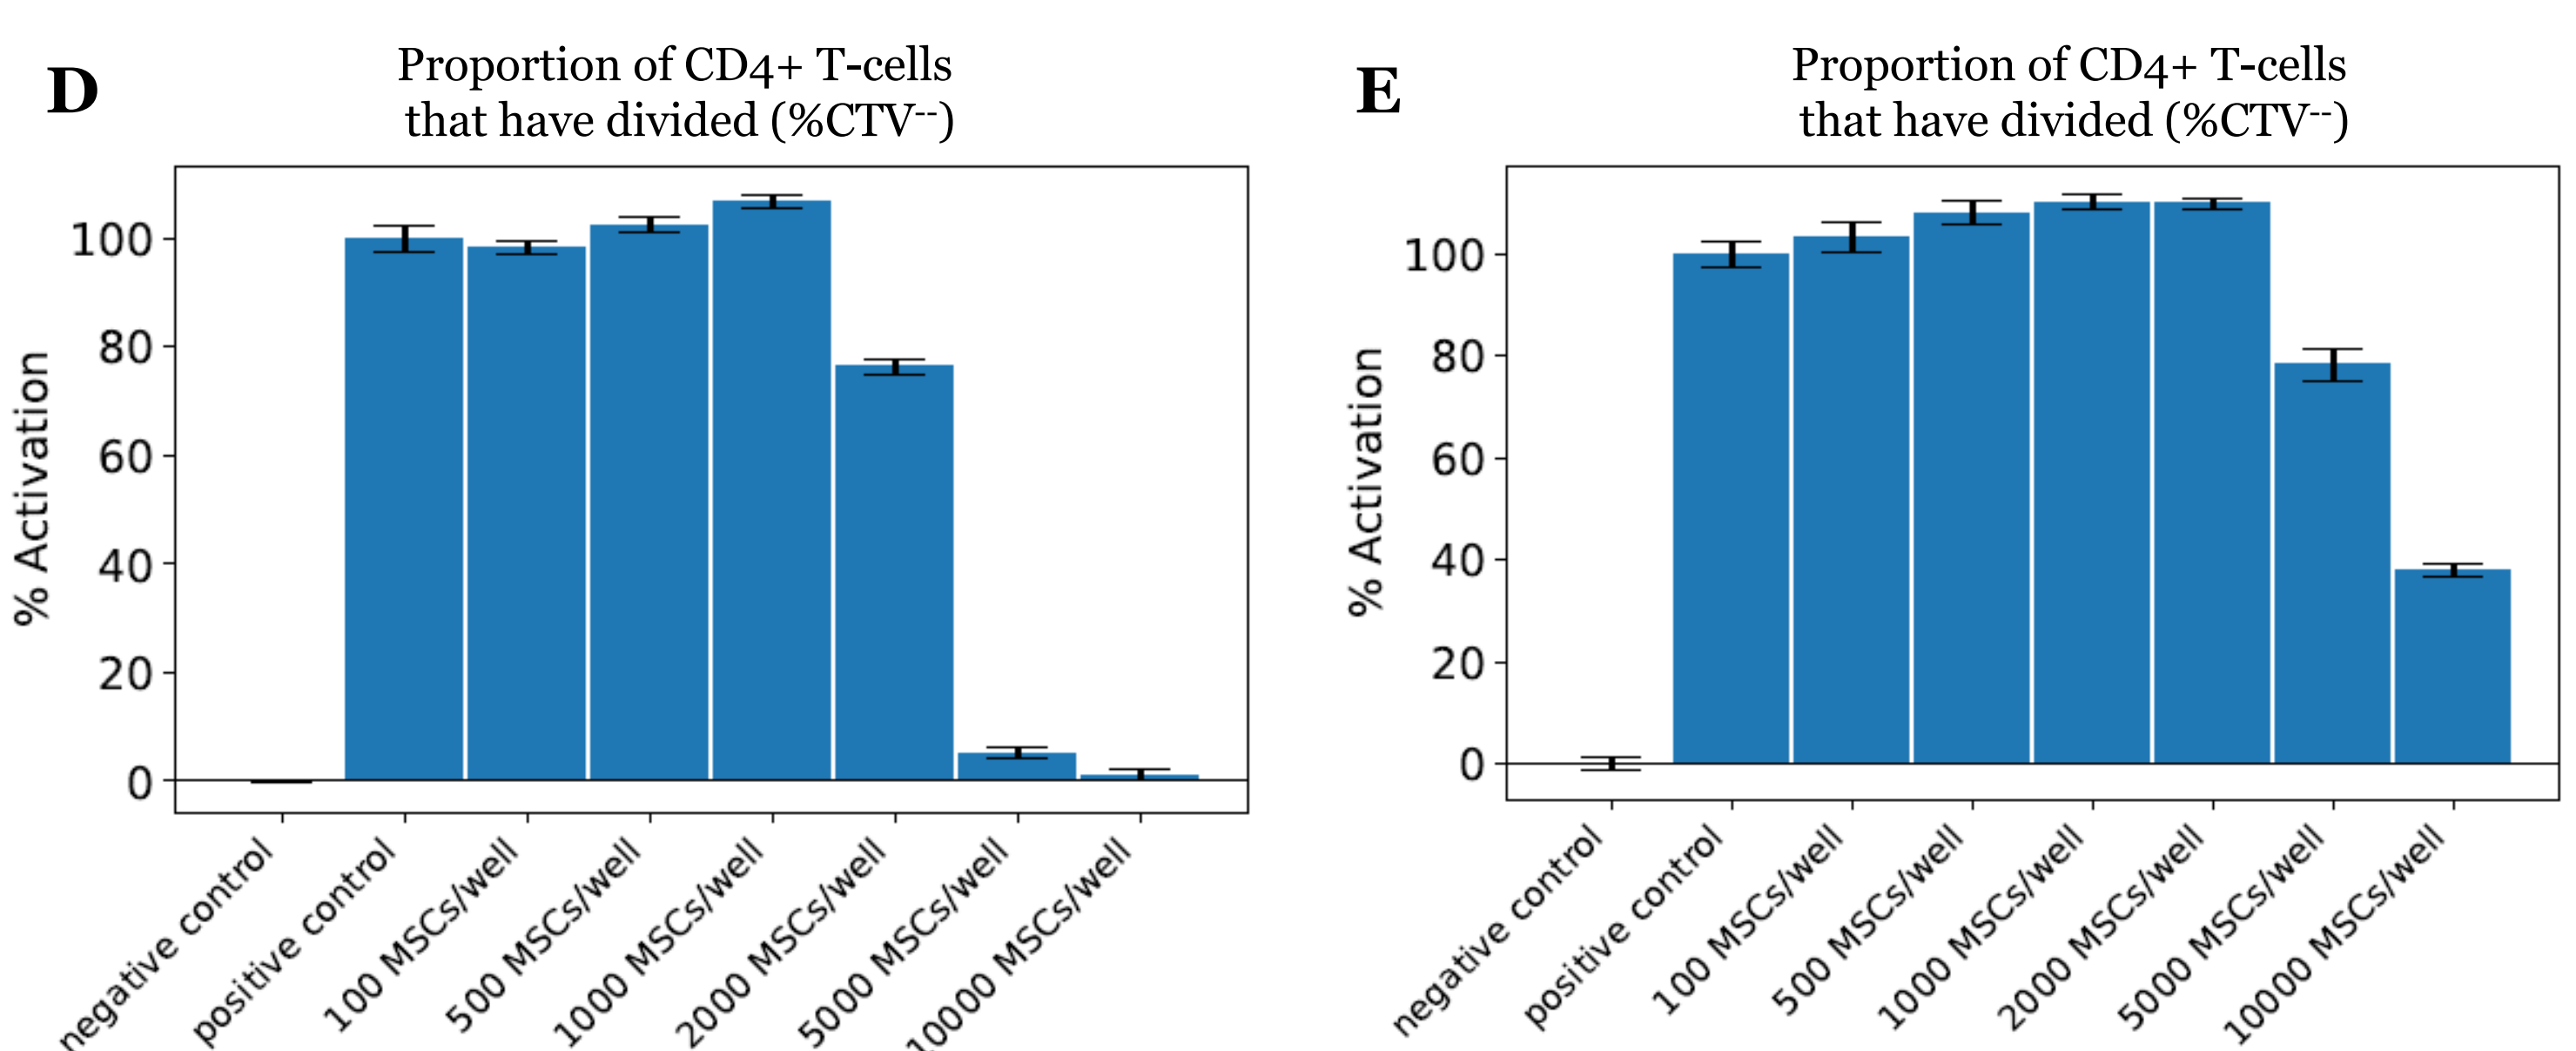 D
Proportion of CD4+ T-cells
that have divided (%CTV--)
% Activation
100
80
60
40
20
0
negative control
positive control
100 MSCs/well
500 MSCs/well
1000 MSCs/well
2000 MSCs/well
5000 MSCs/well
10000 MSCs/well
E
Proportion of CD4+ T-cells
that have divided (%CTV--)
% Activation
100
80
60
40
20
0
negative control
positive control
100 MSCs/well
500 MSCs/well
1000 MSCs/well
2000 MSCs/well
5000 MSCs/well
10000 MSCs/well